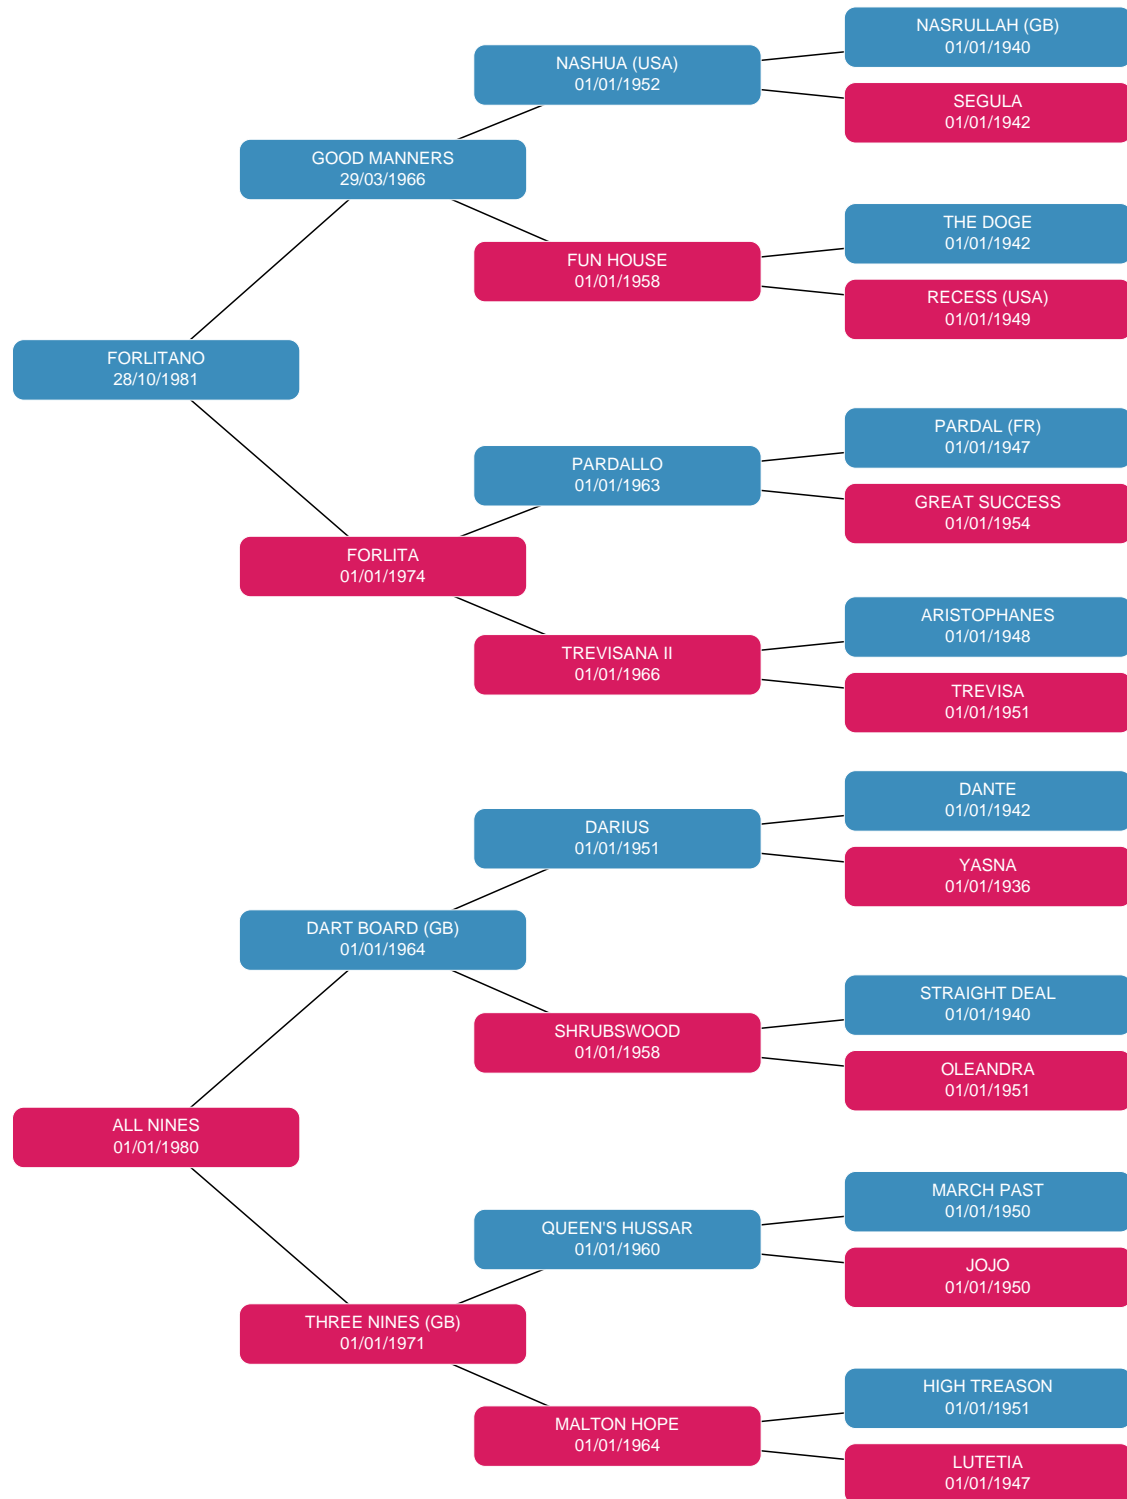 NASRULLAH (GB)
01/01/1940
NASHUA (USA)
01/01/1952
SEGULA
01/01/1942
GOOD MANNERS
29/03/1966
THE DOGE
01/01/1942
FUN HOUSE
01/01/1958
RECESS (USA)
01/01/1949
FORLITANO
28/10/1981
PARDAL (FR)
01/01/1947
PARDALLO
01/01/1963
GREAT SUCCESS
01/01/1954
FORLITA
01/01/1974
ARISTOPHANES
01/01/1948
TREVISANA II
01/01/1966
TREVISA
01/01/1951
DANTE
01/01/1942
DARIUS
01/01/1951
YASNA
01/01/1936
DART BOARD (GB)
01/01/1964
STRAIGHT DEAL
01/01/1940
SHRUBSWOOD
01/01/1958
OLEANDRA
01/01/1951
ALL NINES
01/01/1980
MARCH PAST
01/01/1950
QUEEN'S HUSSAR
01/01/1960
JOJO
01/01/1950
THREE NINES (GB)
01/01/1971
HIGH TREASON
01/01/1951
MALTON HOPE
01/01/1964
LUTETIA
01/01/1947